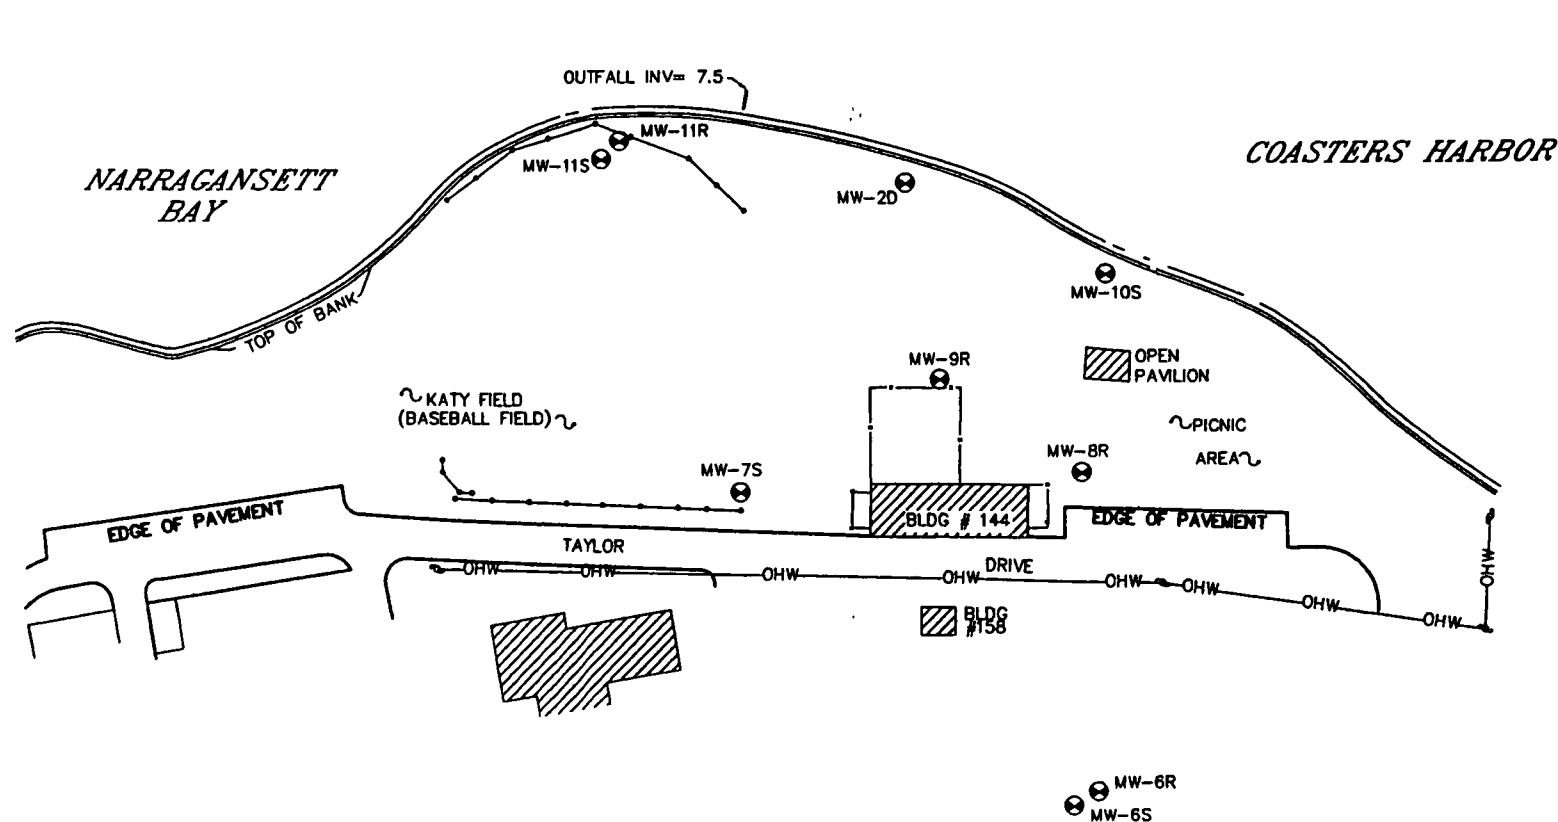 OUTFALL INV= 7.5
MW-11R
MW-11S
COASTERS HARBOR
NARRAGANSETT
BAY
MW-2D
MW-10S
TOP OF BANK
MW-9R
OPEN
PAVILION
KATY FIELD
(BASEBALL FIELD)
PICNIC
AREA
MW-8R
MW-7S
EDGE OF PAVEMENT
BLDG # 144
EDGE OF PAVEMENT
TAYLOR
DRIVE
OHW
OHW
OHW
OHW
OHW
OHW
OHW
OHW
OHW
BLDG
#158
MW-6R
MW-6S